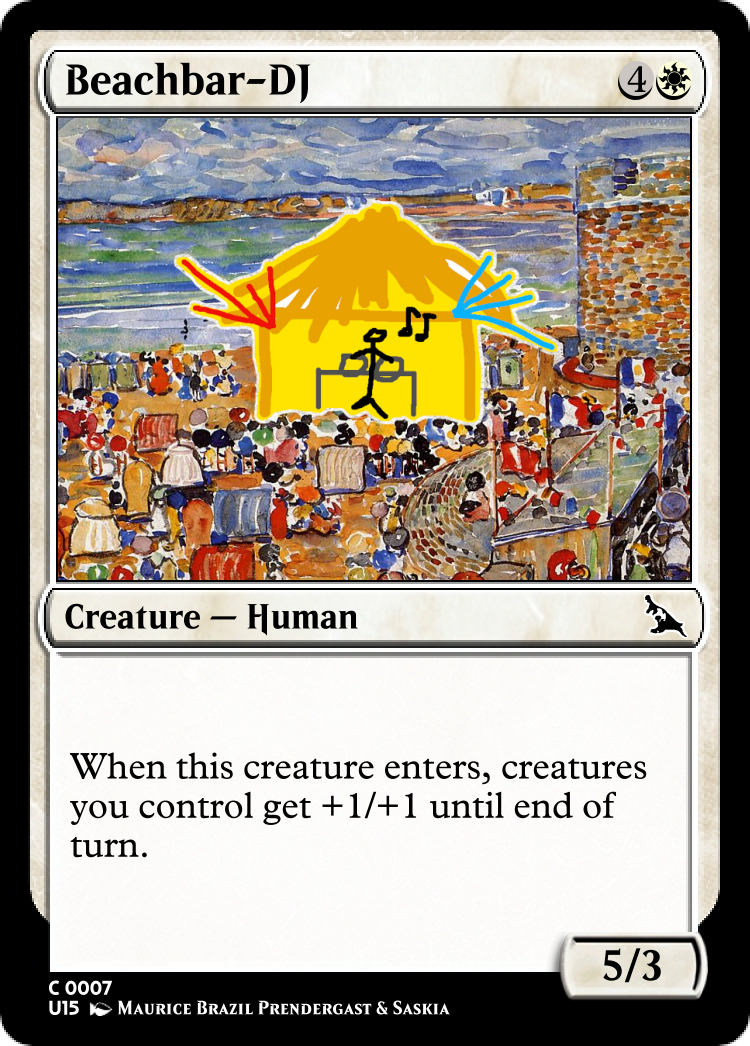 Beachbar-DJ
4
Creature — Human
When this creature enters, creatures
you control get +1/+1 until end of
turn.
5/3
C 0007
U15 Maurice Brazil Prendergast & Saskia